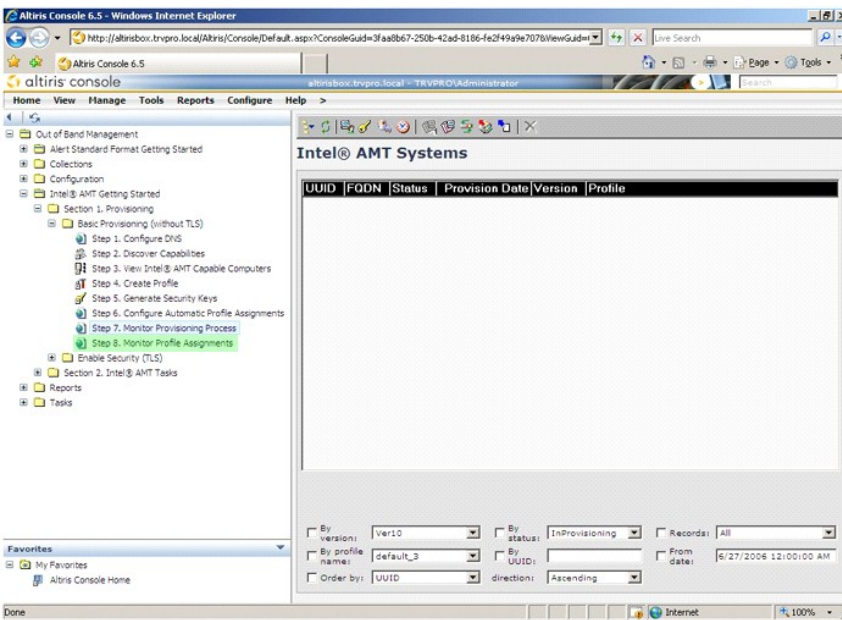 Altiris Console 6.5 - Windows Internet Explorer
http://altirisbox.trvpro.local/Altiris/Console/Default.aspx?ConsoleGuid=3faa8b67-250b-42ad-8186-fe2f49a9e707&ViewGuid=
Live Search
Altiris Console 6.5
Page
Tools
altiris console
altirisbox.trvpro.local - TRVPRO\Administrator
Search
Home View Manage Tools Reports Configure Help >
Out of Band Management
Alert Standard Format Getting Started
Collections
Configuration
Intel® AMT Getting Started
Section 1. Provisioning
Basic Provisioning (without TLS)
Step 1. Configure DNS
Step 2. Discover Capabilities
Step 3. View Intel® AMT Capable Computers
Step 4. Create Profile
Step 5. Generate Security Keys
Step 6. Configure Automatic Profile Assignments
Step 7. Monitor Provisioning Process
Step 8. Monitor Profile Assignments
Enable Security (TLS)
Section 2. Intel® AMT Tasks
Reports
Tasks
Intel® AMT Systems
UUID FQDN Status Provision Date Version Profile
By version: Ver10 By status: InProvisioning Records: All
By profile name: default_3 By UUID: From date: 6/27/2006 12:00:00 AM
Order by: UUID direction: Ascending
Favorites
My Favorites
Altiris Console Home
Done
Internet
100%